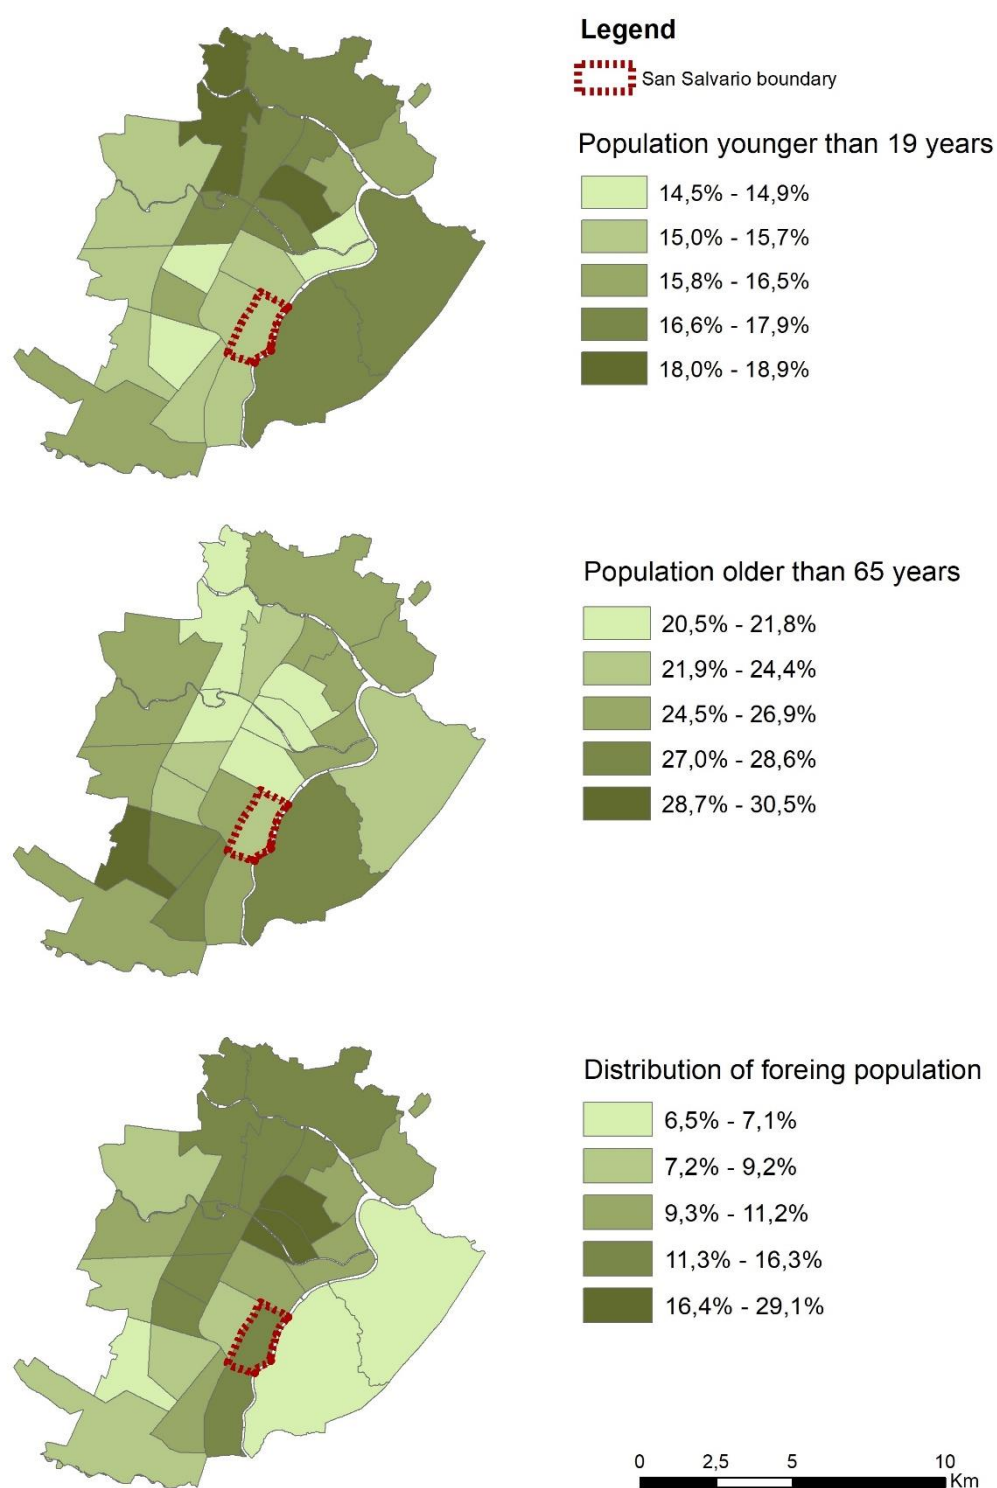 Legend
San Salvario boundary
Population younger than 19 years
14,5% - 14,9%
15,0% - 15,7%
15,8% - 16,5%
16,6% - 17,9%
18,0% - 18,9%
Population older than 65 years
20,5% - 21,8%
21,9% - 24,4%
24,5% - 26,9%
27,0% - 28,6%
28,7% - 30,5%
Distribution of foreing population
6,5% - 7,1%
7,2% - 9,2%
9,3% - 11,2%
11,3% - 16,3%
16,4% - 29,1%
0 2,5 5 10
Km